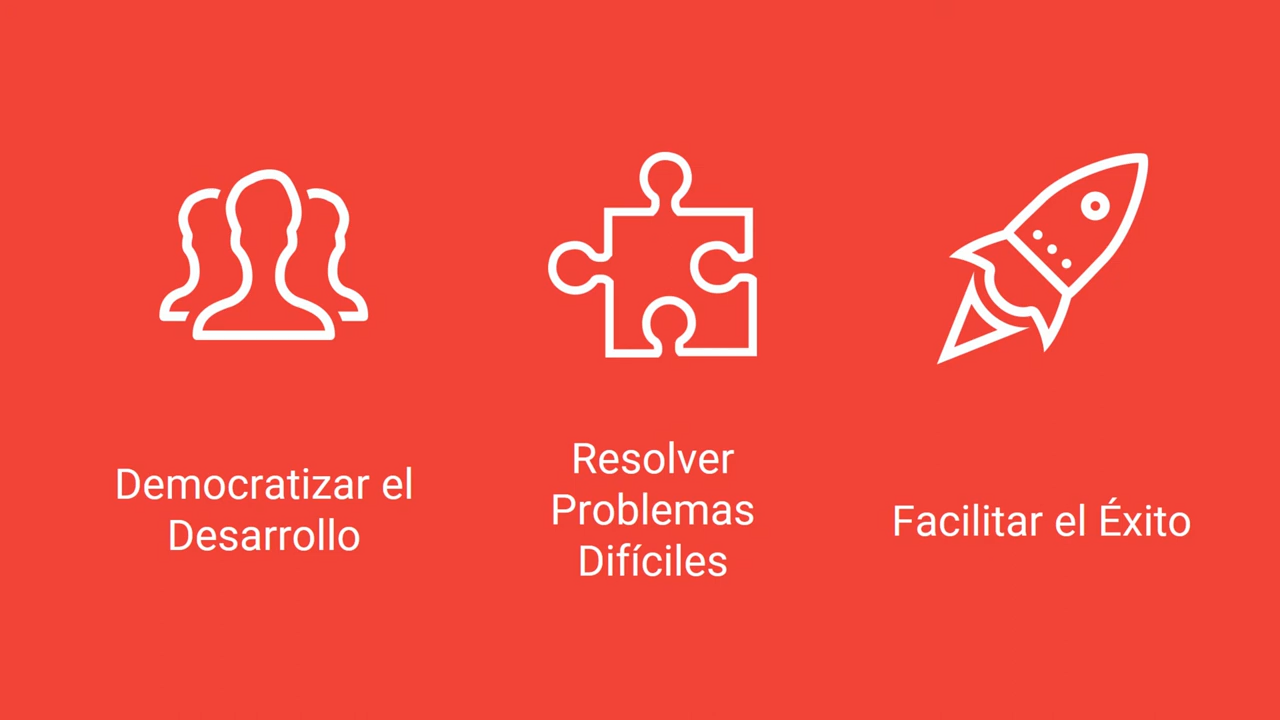 Democratizar el
Desarrollo
Resolver
Problemas
Difíciles
Facilitar el Éxito